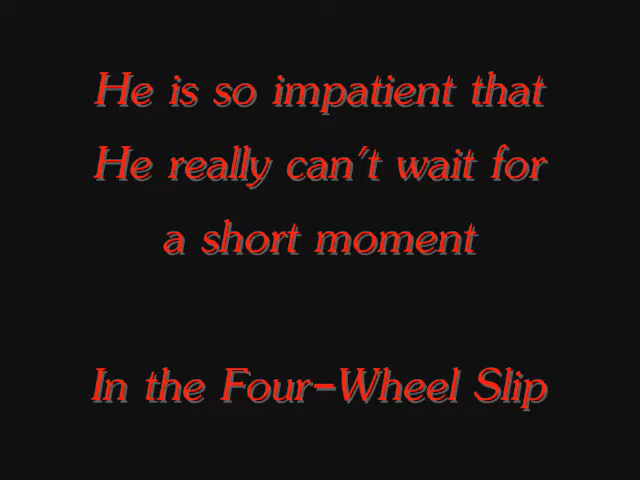 He is so impatient that
He really can't wait for
a short moment
In the Four-Wheel Slip